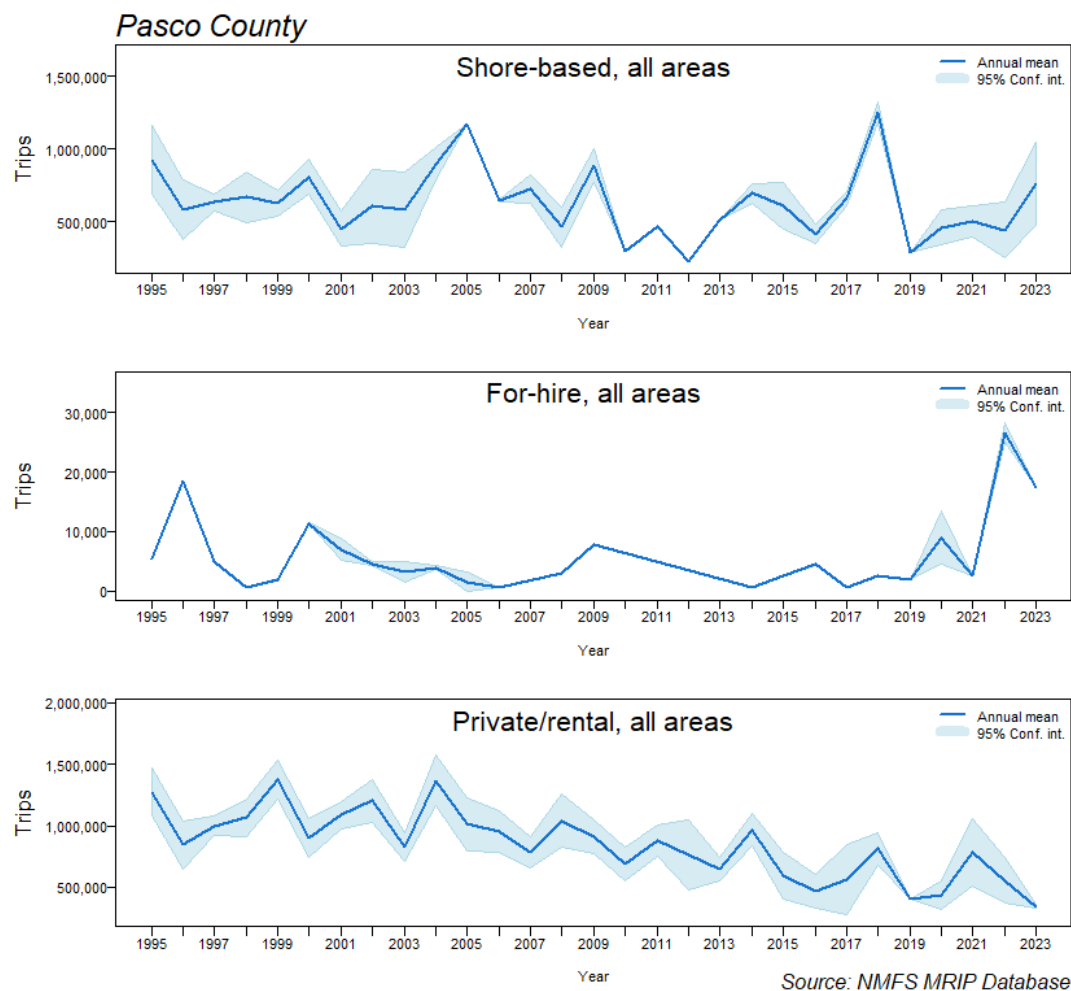 Pasco County
Shore-based, all areas
Annual mean
95% Conf. int.
Trips
1,500,000
1,000,000
500,000
1995 1997 1999 2001 2003 2005 2007 2009 2011 2013 2015 2017 2019 2021 2023
Year
For-hire, all areas
Annual mean
95% Conf. int.
Trips
30,000
20,000
10,000
0
1995 1997 1999 2001 2003 2005 2007 2009 2011 2013 2015 2017 2019 2021 2023
Year
Private/rental, all areas
Annual mean
95% Conf. int.
Trips
2,000,000
1,500,000
1,000,000
500,000
1995 1997 1999 2001 2003 2005 2007 2009 2011 2013 2015 2017 2019 2021 2023
Year
Source: NMFS MRIP Database